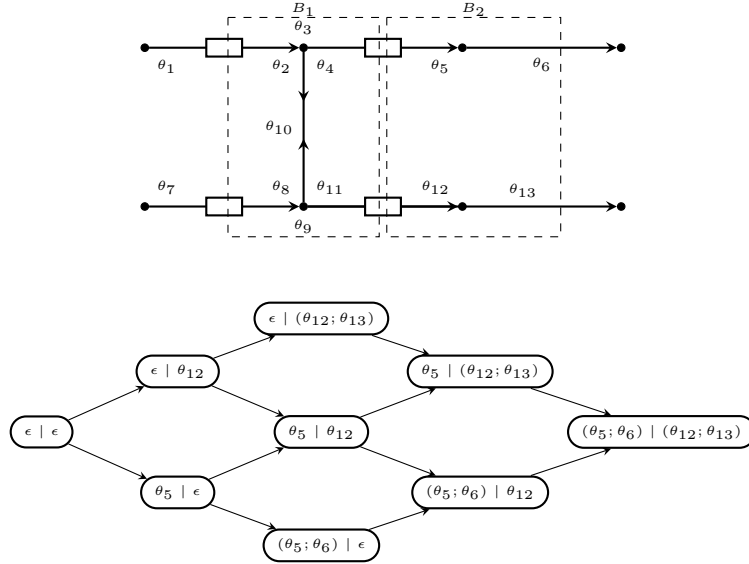 B₁ B₂
θ₃
θ₁ θ₂ θ₄ θ₅ θ₆
θ₁₀
θ₇ θ₈ θ₁₁ θ₁₂ θ₁₃
θ₉
ϵ | (θ₁₂; θ₁₃)
ϵ | θ₁₂ θ₅ | (θ₁₂; θ₁₃)
ϵ | ϵ θ₅ | θ₁₂ (θ₅; θ₆) | (θ₁₂; θ₁₃)
θ₅ | ϵ (θ₅; θ₆) | θ₁₂
(θ₅; θ₆) | ϵ